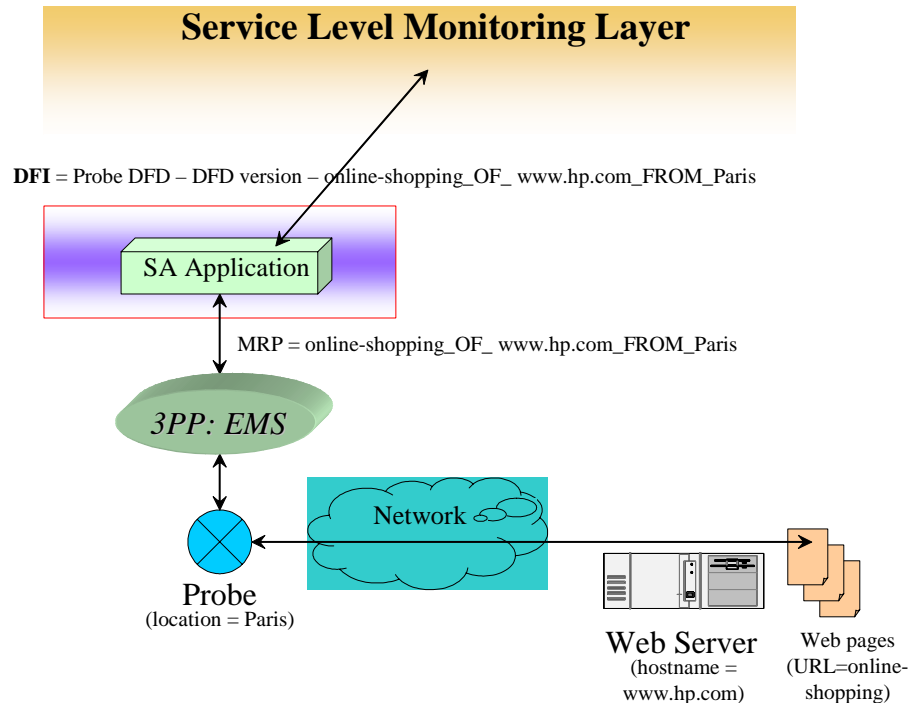 Service Level Monitoring Layer
DFI = Probe DFD – DFD version – online-shopping_OF_ www.hp.com_FROM_Paris
SA Application
MRP = online-shopping_OF_ www.hp.com_FROM_Paris
3PP: EMS
Network
Probe
(location = Paris)
Web Server
(hostname =
www.hp.com)
Web pages
(URL=online-
shopping)